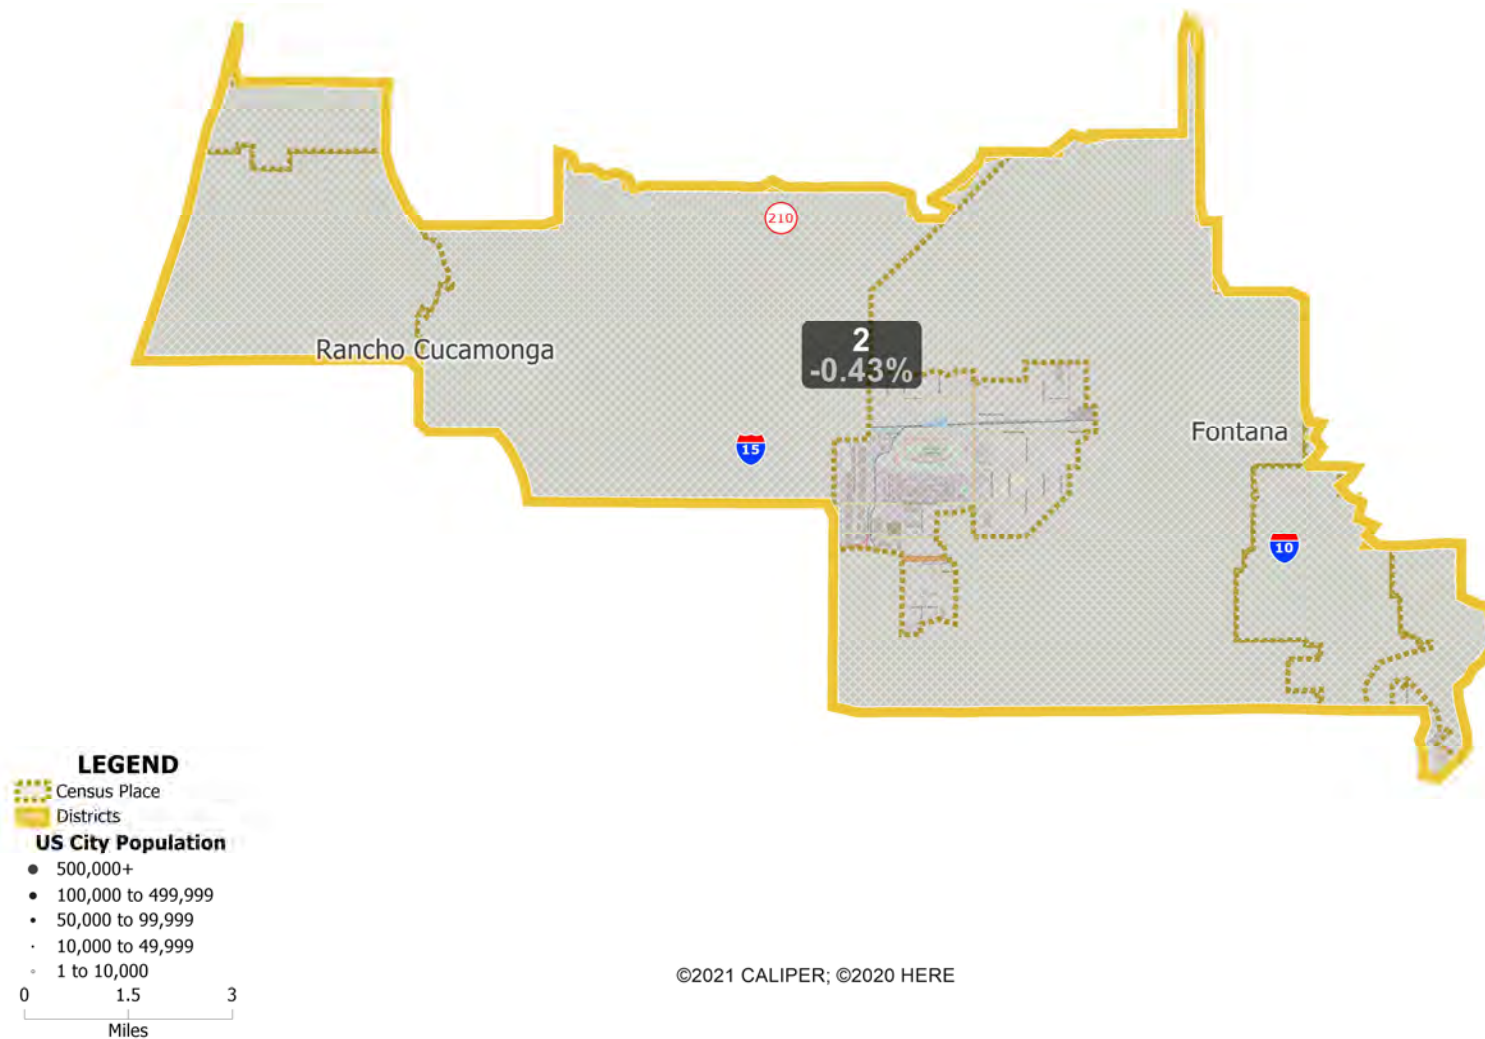 210
2
-0.43%
Rancho Cucamonga
Fontana
15
10
LEGEND
Census Place
Districts
US City Population
500,000+
100,000 to 499,999
50,000 to 99,999
10,000 to 49,999
1 to 10,000
0 1.5 3
Miles
©2021 CALIPER; ©2020 HERE